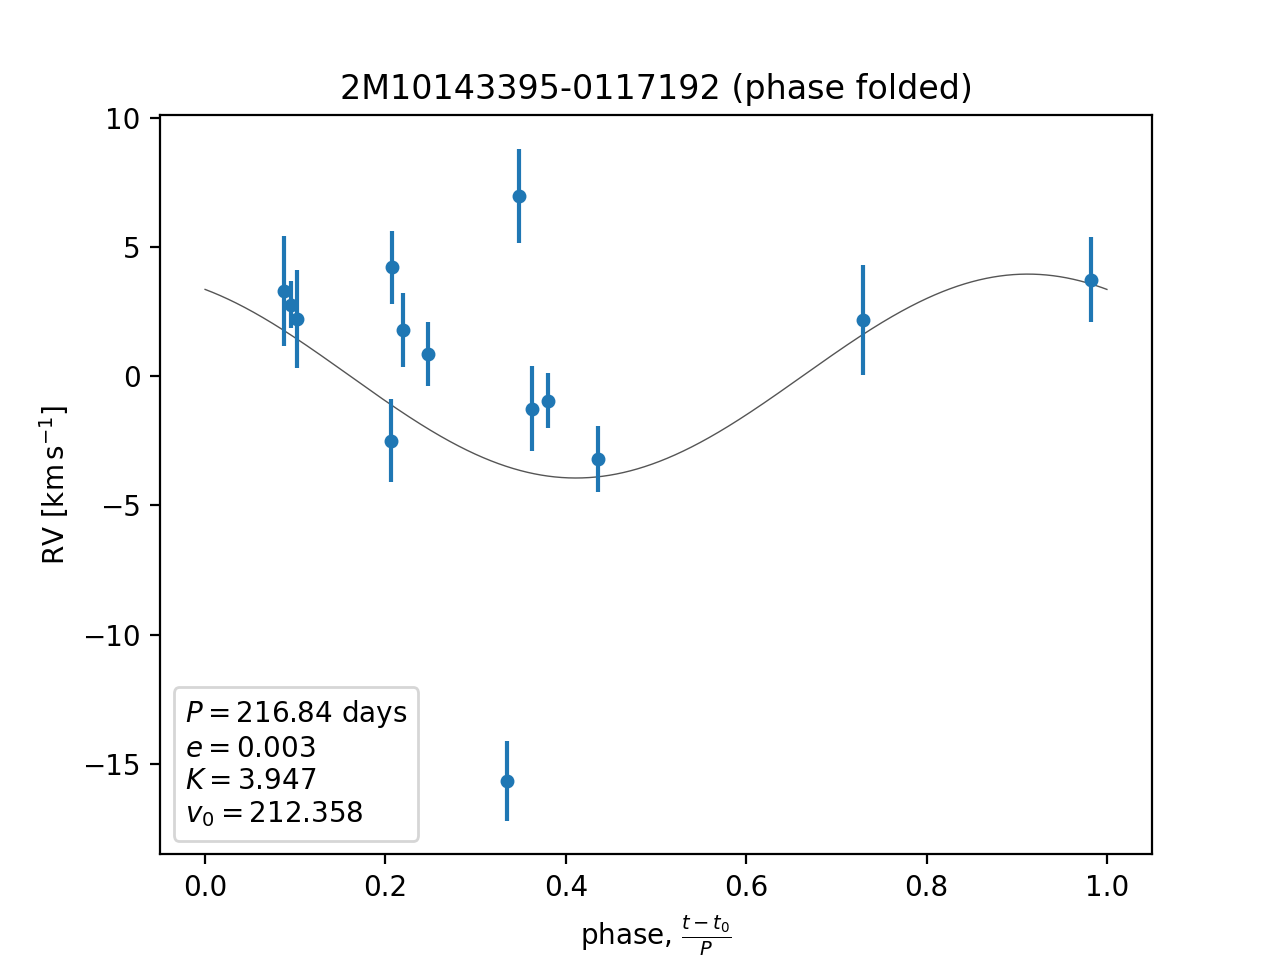 2M10143395-0117192 (phase folded)
10
5
0
−5
−10
−15
RV [km s⁻¹]
P = 216.84 days
e = 0.003
K = 3.947
v₀ = 212.358
0.0 0.2 0.4 0.6 0.8 1.0
phase, (t − t₀)/P